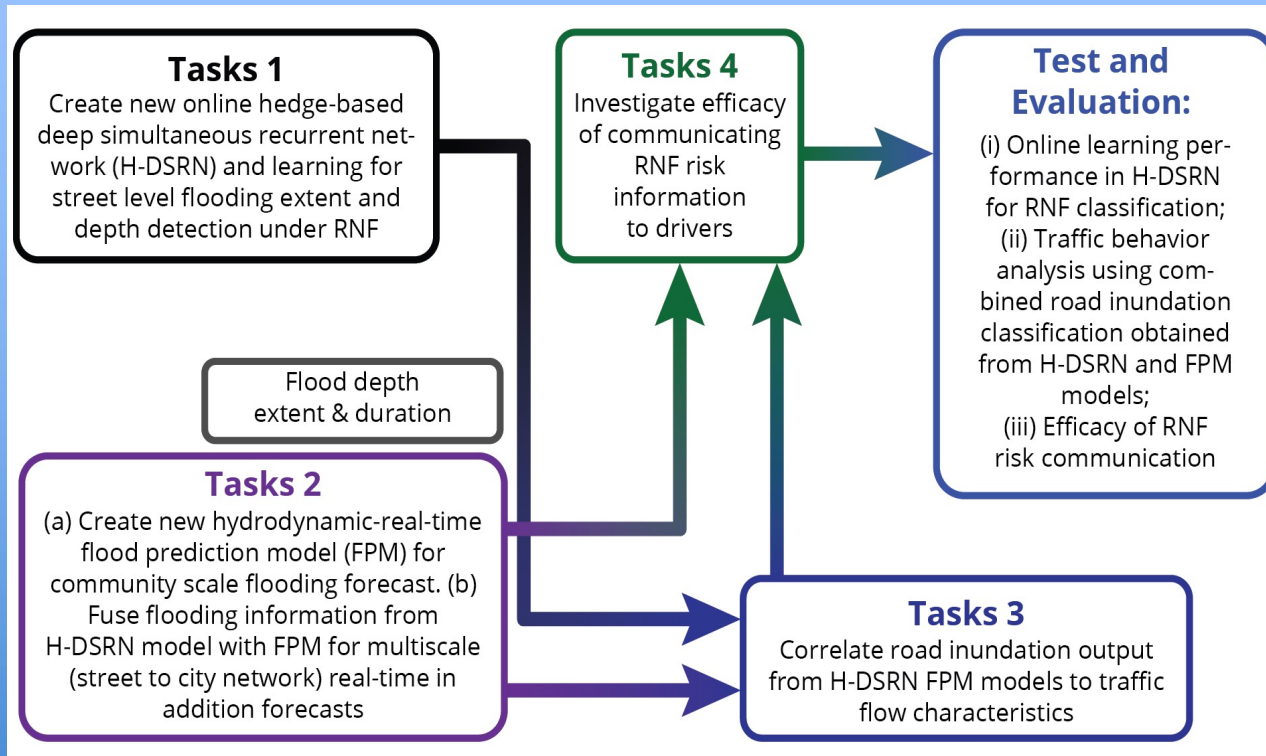 Tasks 1
Create new online hedge-based
deep simultaneous recurrent net-
work (H-DSRN) and learning for
street level flooding extent and
depth detection under RNF
Tasks 4
Investigate efficacy
of communicating
RNF risk
information
to drivers
Test and
Evaluation:
(i) Online learning per-
formance in H-DSRN
for RNF classification;
(ii) Traffic behavior
analysis using com-
bined road inundation
classification obtained
from H-DSRN and FPM
models;
(iii) Efficacy of RNF
risk communication
Flood depth
extent & duration
Tasks 2
(a) Create new hydrodynamic-real-time
flood prediction model (FPM) for
community scale flooding forecast. (b)
Fuse flooding information from
H-DSRN model with FPM for multiscale
(street to city network) real-time in
addition forecasts
Tasks 3
Correlate road inundation output
from H-DSRN FPM models to traffic
flow characteristics